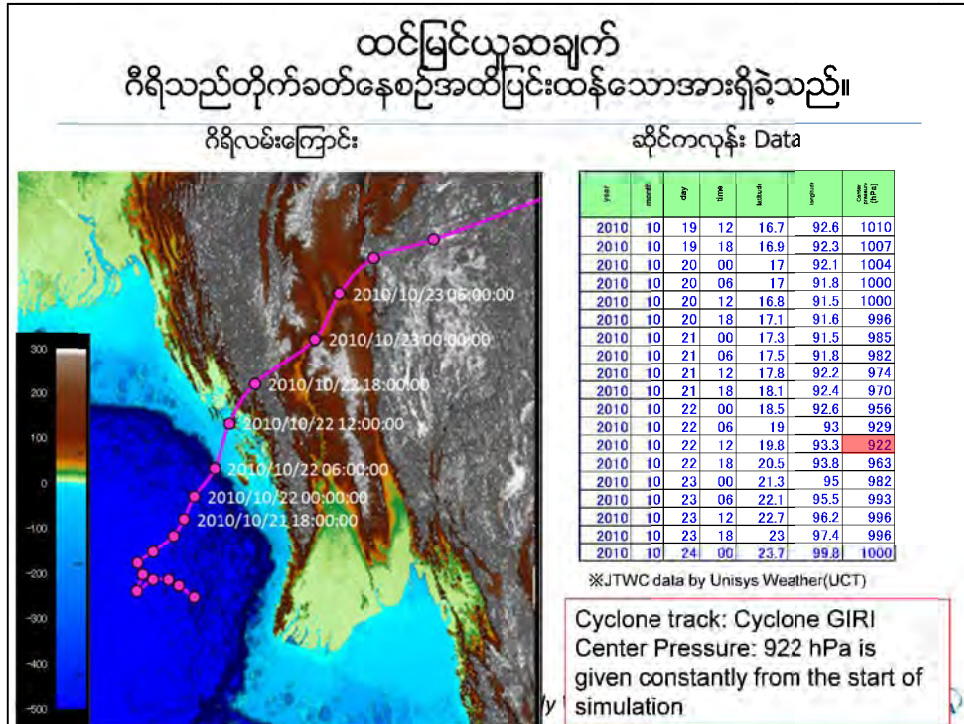 ထင်မြင်ယူဆချက်
ဂီရိသည်တိုက်ခတ်နေစဉ်အထိပြင်းထန်သောအားရှိခဲ့သည်။
ဂီရိလမ်းကြောင်း
2010/10/23 06:00:00
2010/10/23 00:00:00
2010/10/22 18:00:00
2010/10/22 12:00:00
2010/10/22 06:00:00
2010/10/22 00:00:00
2010/10/21 18:00:00
300
200
100
0
-100
-200
-300
-400
-500
ဆိုင်ကလုန်း Data
year month day time latitude longitude Center pressure (hPa)
2010 10 19 12 16.7 92.6 1010
2010 10 19 18 16.9 92.3 1007
2010 10 20 00 17 92.1 1004
2010 10 20 06 17 91.8 1000
2010 10 20 12 16.8 91.5 1000
2010 10 20 18 17.1 91.6 996
2010 10 21 00 17.3 91.5 985
2010 10 21 06 17.5 91.8 982
2010 10 21 12 17.8 92.2 974
2010 10 21 18 18.1 92.4 970
2010 10 22 00 18.5 92.6 956
2010 10 22 06 19 93 929
2010 10 22 12 19.8 93.3 922
2010 10 22 18 20.5 93.8 963
2010 10 23 00 21.3 95 982
2010 10 23 06 22.1 95.5 993
2010 10 23 12 22.7 96.2 996
2010 10 23 18 23 97.4 996
2010 10 24 00 23.7 99.8 1000
※JTWC data by Unisys Weather(UCT)
Cyclone track: Cyclone GIRI
Center Pressure: 922 hPa is
given constantly from the start of
simulation